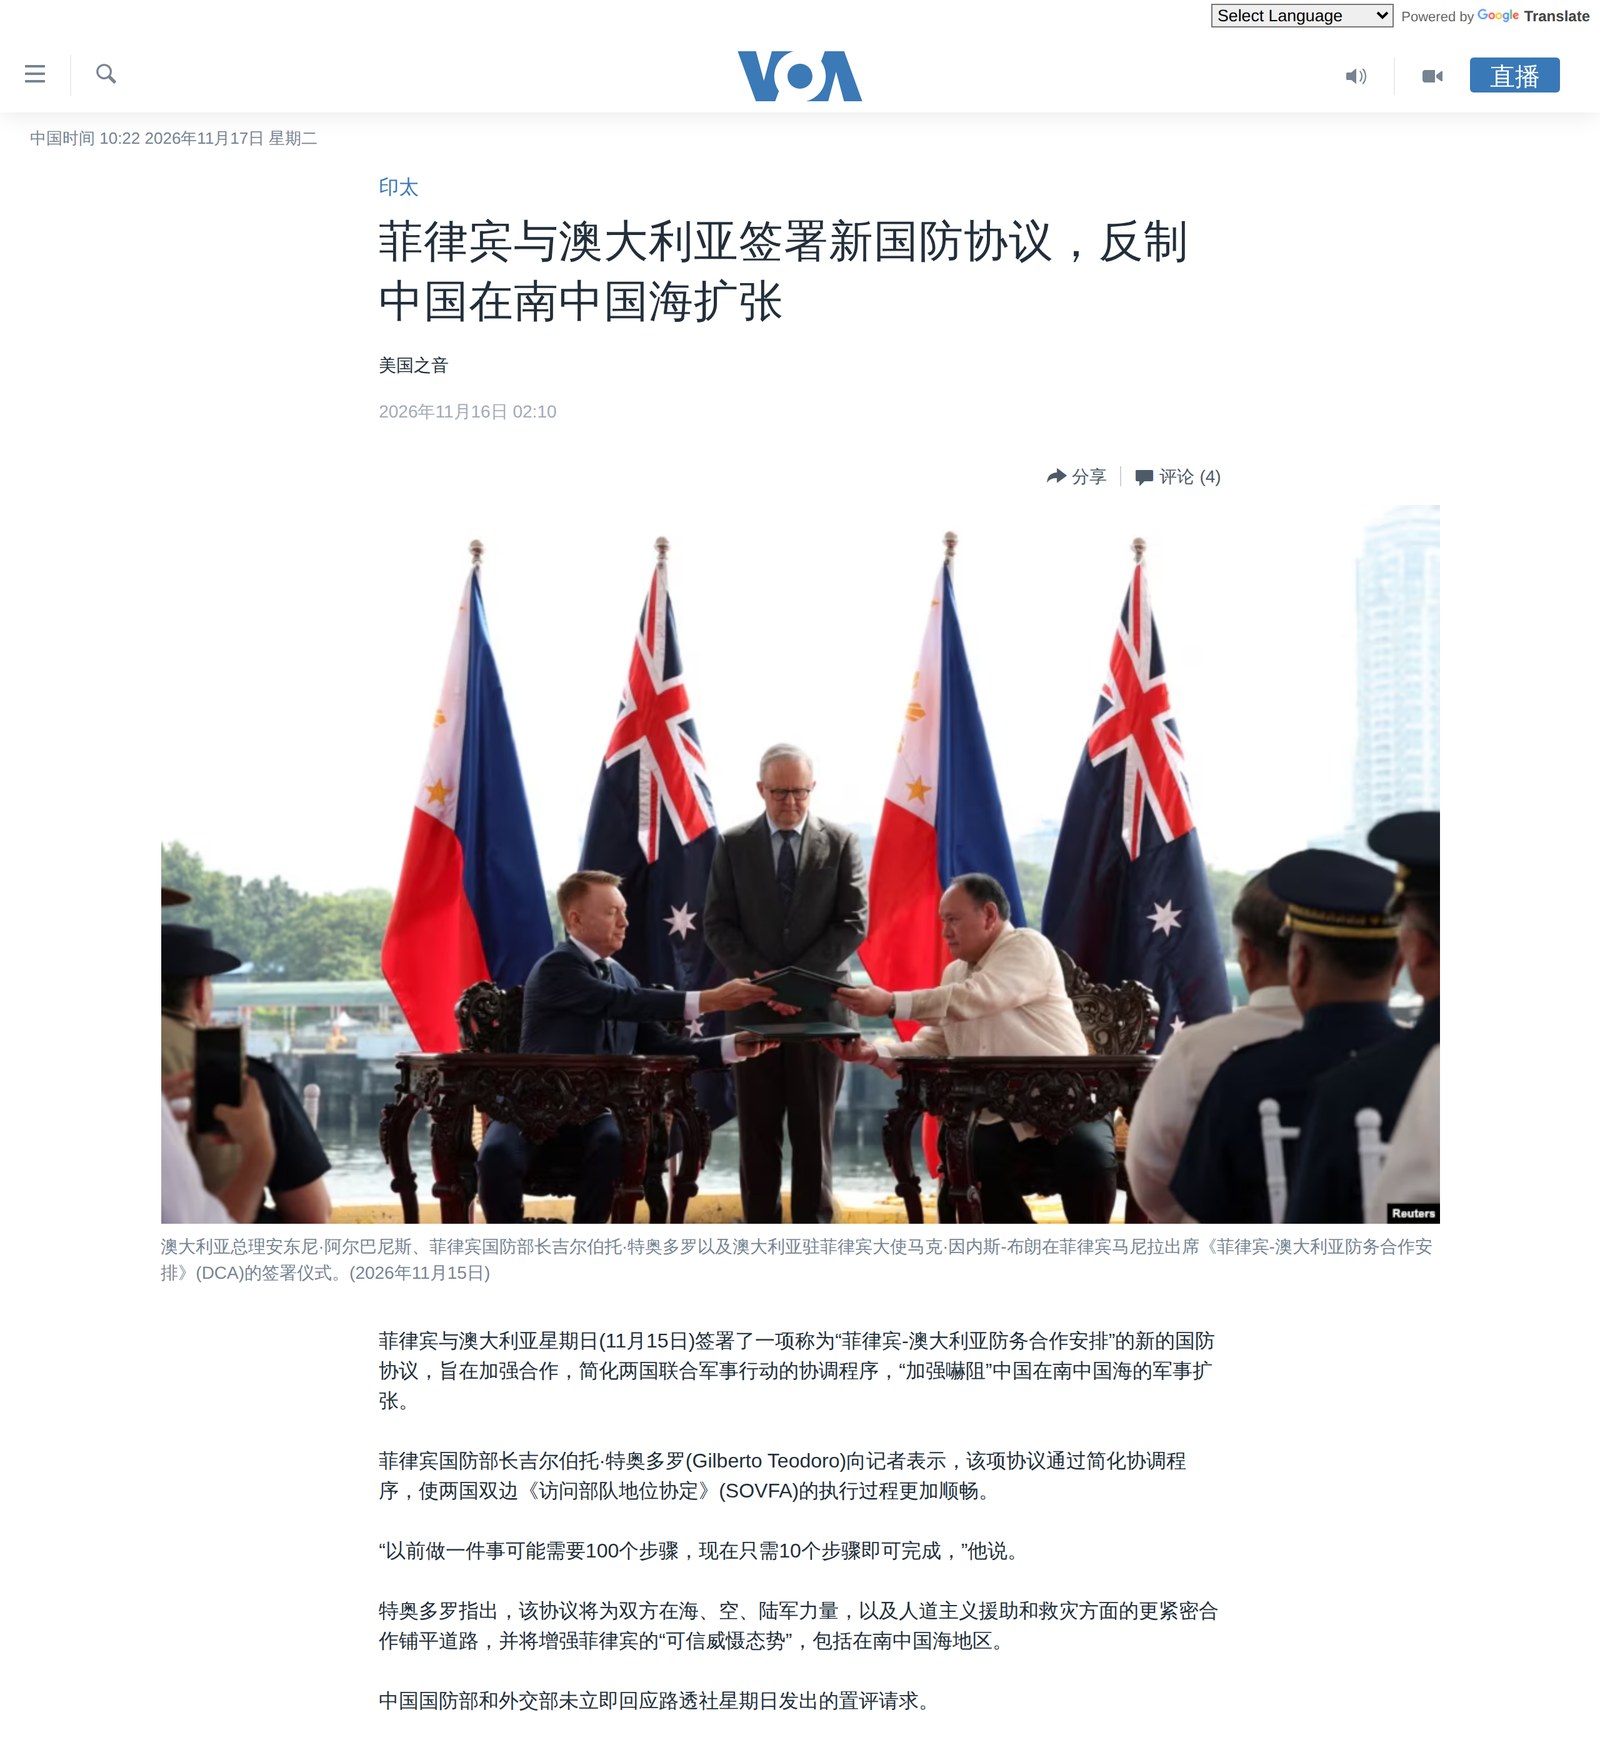 Select Language
Powered by Google Translate
VOA
直播
中国时间 10:22 2026年11月17日 星期二
印太
菲律宾与澳大利亚签署新国防协议，反制
中国在南中国海扩张
美国之音
2026年11月16日 02:10
分享
评论 (4)
Reuters
澳大利亚总理安东尼·阿尔巴尼斯、菲律宾国防部长吉尔伯托·特奥多罗以及澳大利亚驻菲律宾大使马克·因内斯-布朗在菲律宾马尼拉出席《菲律宾-澳大利亚防务合作安
排》(DCA)的签署仪式。(2026年11月15日)
菲律宾与澳大利亚星期日(11月15日)签署了一项称为“菲律宾-澳大利亚防务合作安排”的新的国防
协议，旨在加强合作，简化两国联合军事行动的协调程序，“加强嚇阻”中国在南中国海的军事扩
张。
菲律宾国防部长吉尔伯托·特奥多罗(Gilberto Teodoro)向记者表示，该项协议通过简化协调程
序，使两国双边《访问部队地位协定》(SOVFA)的执行过程更加顺畅。
“以前做一件事可能需要100个步骤，现在只需10个步骤即可完成，”他说。
特奥多罗指出，该协议将为双方在海、空、陆军力量，以及人道主义援助和救灾方面的更紧密合
作铺平道路，并将增强菲律宾的“可信威慑态势”，包括在南中国海地区。
中国国防部和外交部未立即回应路透社星期日发出的置评请求。